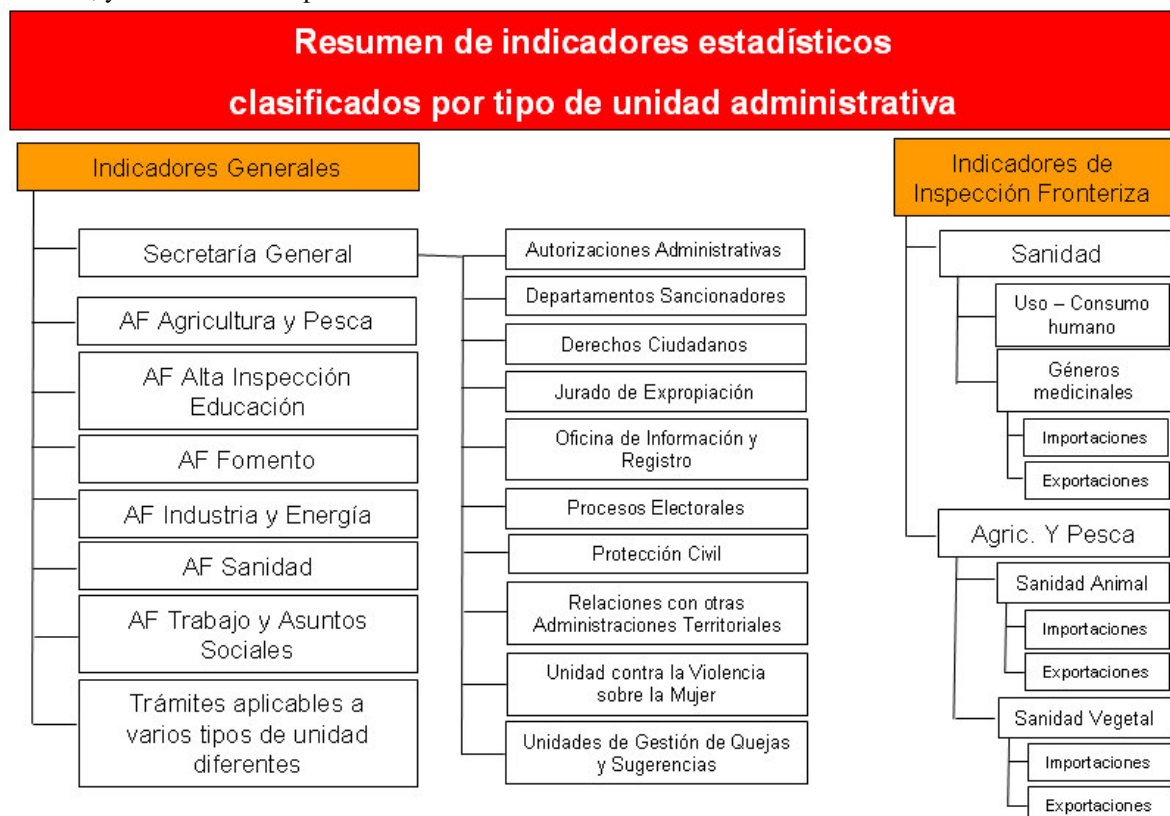 Resumen de indicadores estadísticos
clasificados por tipo de unidad administrativa
Indicadores Generales
Secretaría General
AF Agricultura y Pesca
AF Alta Inspección
Educación
AF Fomento
AF Industria y Energía
AF Sanidad
AF Trabajo y Asuntos
Sociales
Trámites aplicables a
varios tipos de unidad
diferentes
Autorizaciones Administrativas
Departamentos Sancionadores
Derechos Ciudadanos
Jurado de Expropiación
Oficina de Información y
Registro
Procesos Electorales
Protección Civil
Relaciones con otras
Administraciones Territoriales
Unidad contra la Violencia
sobre la Mujer
Unidades de Gestión de Quejas
y Sugerencias
Indicadores de
Inspección Fronteriza
Sanidad
Uso – Consumo
humano
Géneros
medicinales
Importaciones
Exportaciones
Agric. Y Pesca
Sanidad Animal
Importaciones
Exportaciones
Sanidad Vegetal
Importaciones
Exportaciones